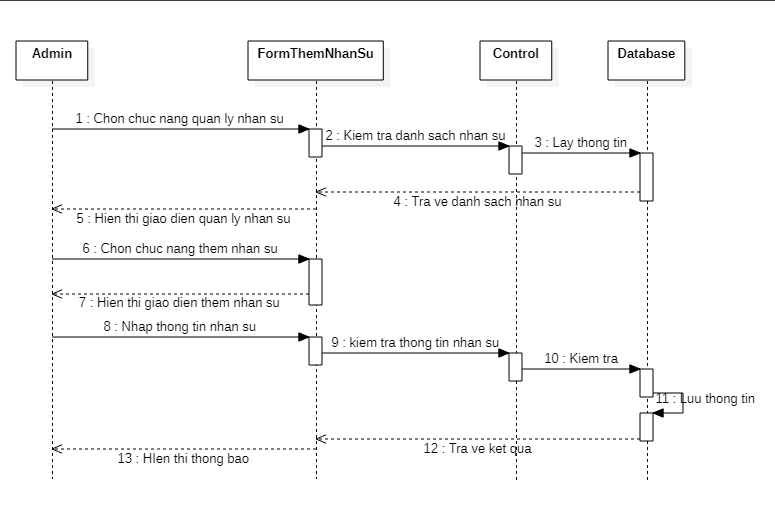 Admin
FormThemNhanSu
Control
Database
1 : Chon chuc nang quan ly nhan su
2 : Kiem tra danh sach nhan su
3 : Lay thong tin
4 : Tra ve danh sach nhan su
5 : Hien thi giao dien quan ly nhan su
6 : Chon chuc nang them nhan su
7 : Hien thi giao dien them nhan su
8 : Nhap thong tin nhan su
9 : kiem tra thong tin nhan su
10 : Kiem tra
11 : Luu thong tin
12 : Tra ve ket qua
13 : HIen thi thong bao